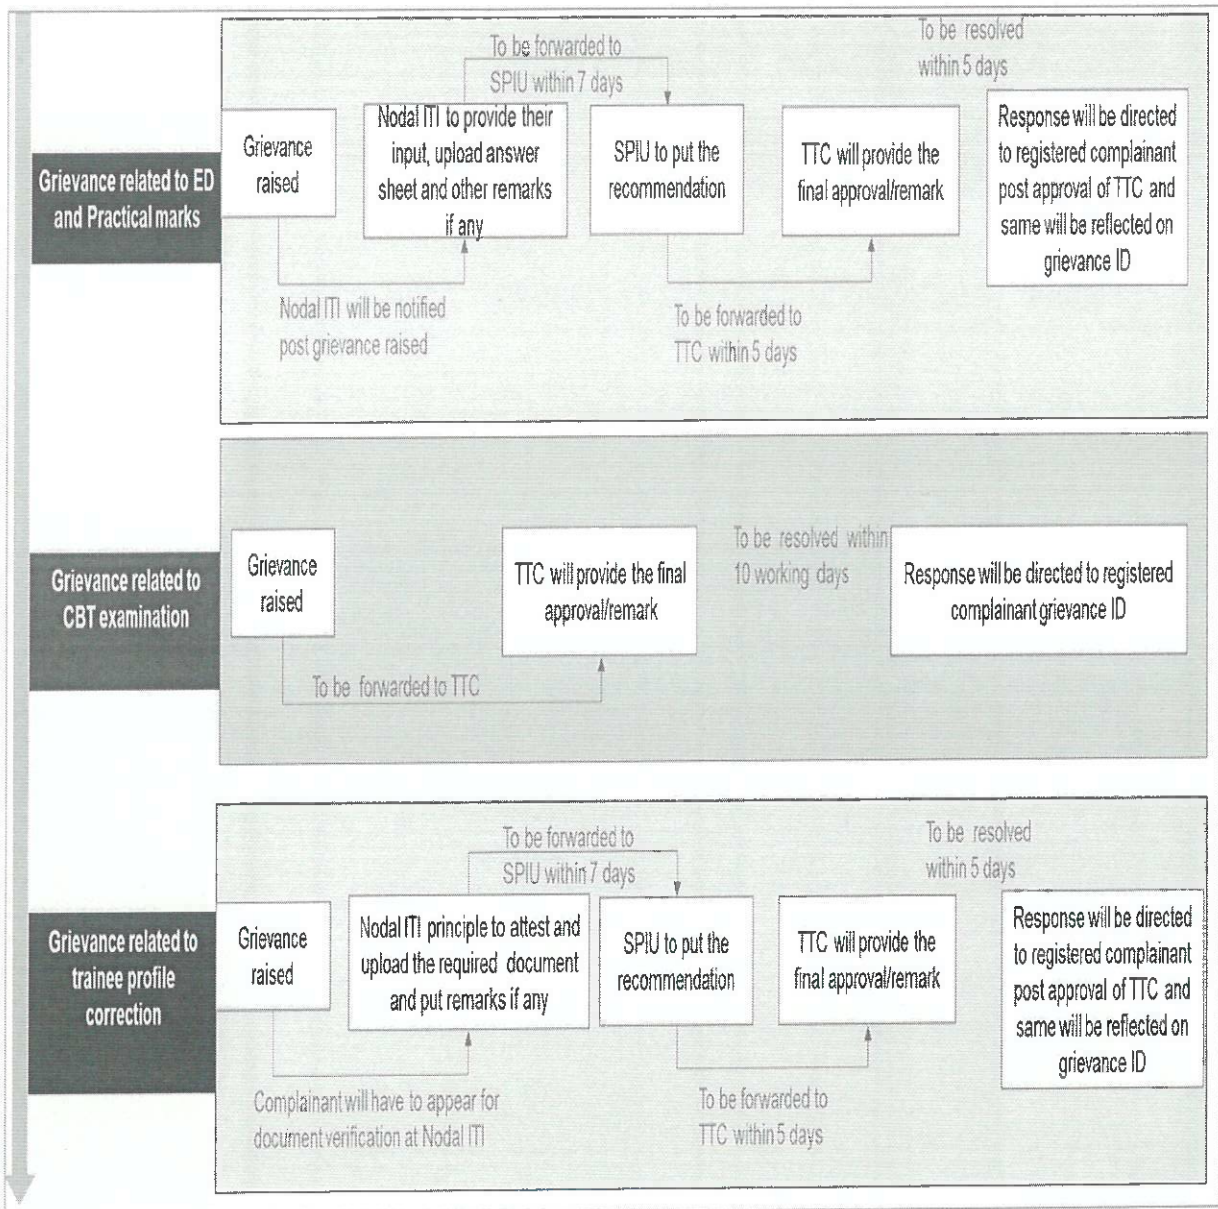 Grievance related to ED
and Practical marks
Grievance
raised
Nodal ITI will be notified
post grievance raised
Nodal ITI to provide their
input, upload answer
sheet and other remarks
if any
To be forwarded to
SPIU within 7 days
SPIU to put the
recommendation
To be forwarded to
TTC within 5 days
TTC will provide the
final approval/remark
To be resolved
within 5 days
Response will be directed
to registered complainant
post approval of TTC and
same will be reflected on
grievance ID
Grievance related to
CBT examination
Grievance
raised
To be forwarded to TTC
TTC will provide the final
approval/remark
To be resolved within
10 working days
Response will be directed to registered
complainant grievance ID
Grievance related to
trainee profile
correction
Grievance
raised
Complainant will have to appear for
document verification at Nodal ITI
Nodal ITI principle to attest and
upload the required document
and put remarks if any
To be forwarded to
SPIU within 7 days
SPIU to put the
recommendation
To be forwarded to
TTC within 5 days
TTC will provide the
final approval/remark
To be resolved
within 5 days
Response will be directed
to registered complainant
post approval of TTC and
same will be reflected on
grievance ID